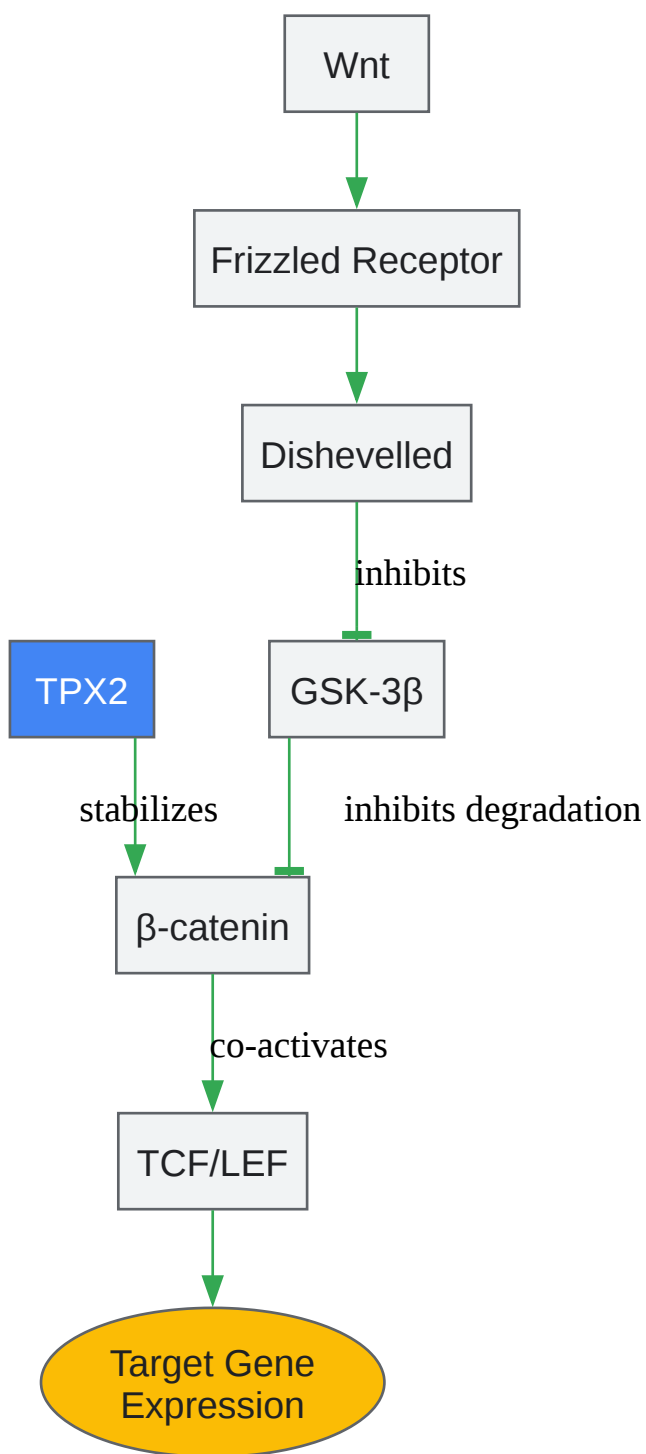 Wnt
Frizzled Receptor
Dishevelled
inhibits
TPX2
GSK-3β
stabilizes
inhibits degradation
β-catenin
co-activates
TCF/LEF
Target Gene
Expression